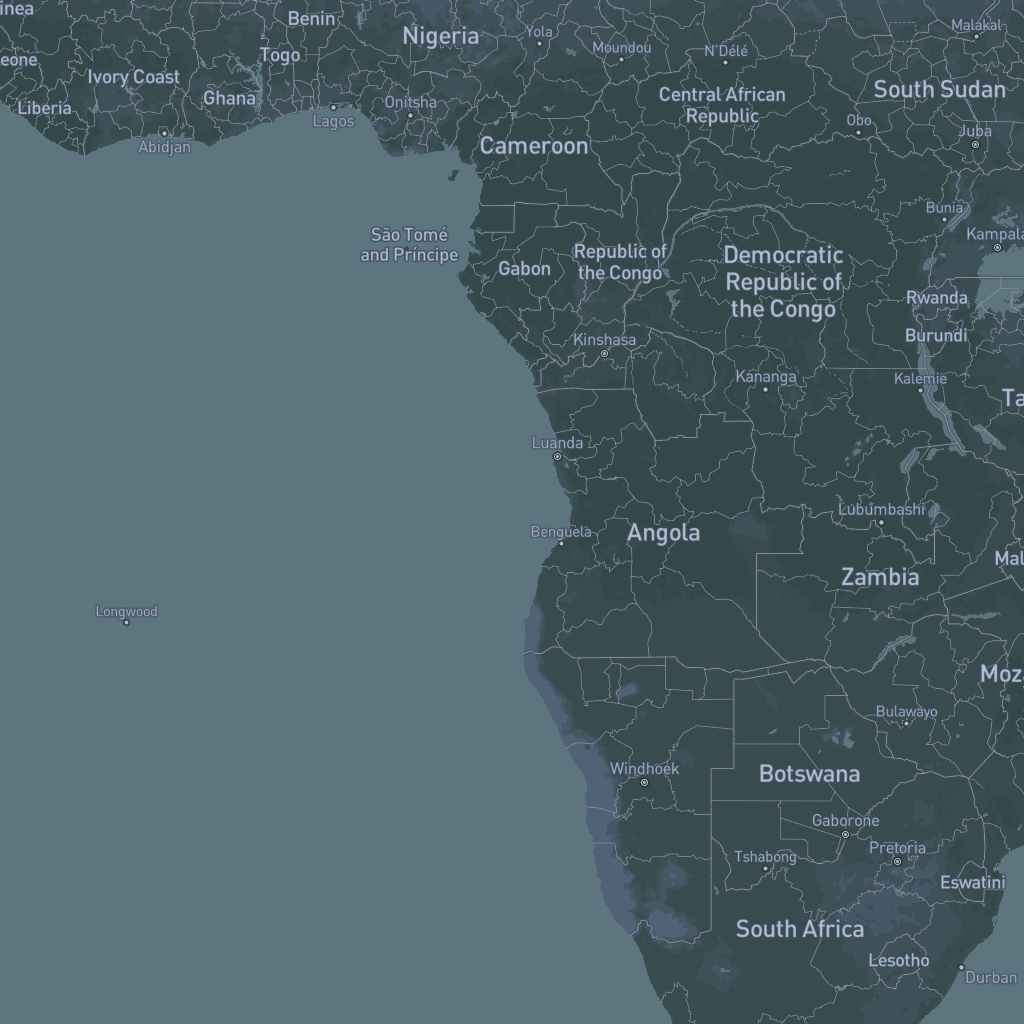 inea
Benin
Nigeria
Yola
Malakal
Moundou
N'Délé
eone
Togo
Ivory Coast
Ghana
Central African
Republic
South Sudan
Liberia
Onitsha
Lagos
Obo
Juba
Abidjan
Cameroon
Bunia
São Tomé
and Príncipe
Kampala
Gabon
Republic of
the Congo
Democratic
Republic of
the Congo
Rwanda
Burundi
Kinshasa
Kananga
Kalemie
Ta
Luanda
Lubumbashi
Benguela
Angola
Mal
Zambia
Longwood
Moza
Bulawayo
Windhoek
Botswana
Gaborone
Tshabong
Pretoria
Eswatini
South Africa
Lesotho
Durban